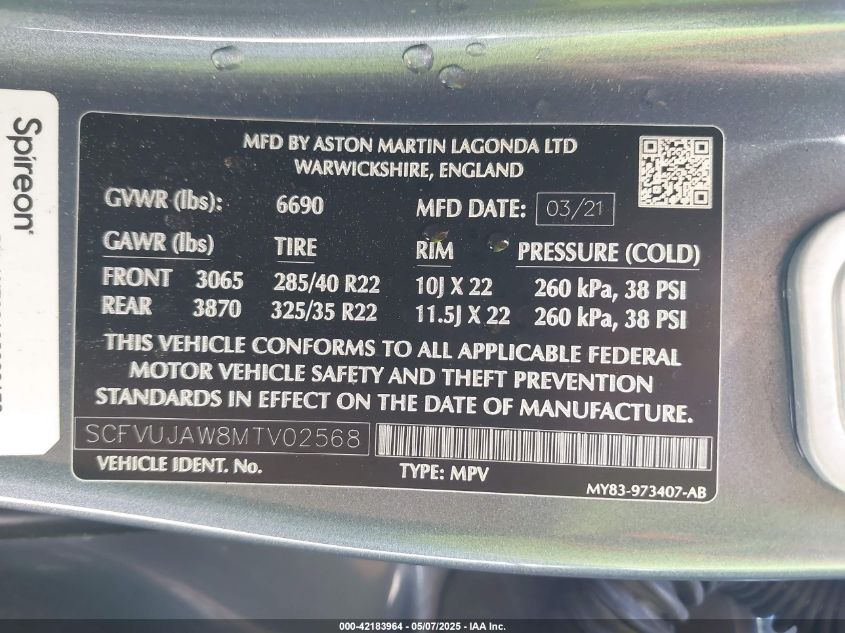 Spireon
MFD BY ASTON MARTIN LAGONDA LTD
WARWICKSHIRE, ENGLAND
GVWR (lbs): 6690 MFD DATE: 03/21
GAWR (lbs) TIRE RIM PRESSURE (COLD)
FRONT 3065 285/40 R22 10J X 22 260 kPa, 38 PSI
REAR 3870 325/35 R22 11.5J X 22 260 kPa, 38 PSI
THIS VEHICLE CONFORMS TO ALL APPLICABLE FEDERAL
MOTOR VEHICLE SAFETY AND THEFT PREVENTION
STANDARDS IN EFFECT ON THE DATE OF MANUFACTURE.
SCFVUJAW8MTV02568
VEHICLE IDENT. No. TYPE: MPV
MY83-973407-AB
000-42183964 - 05/07/2025 - IAA Inc.